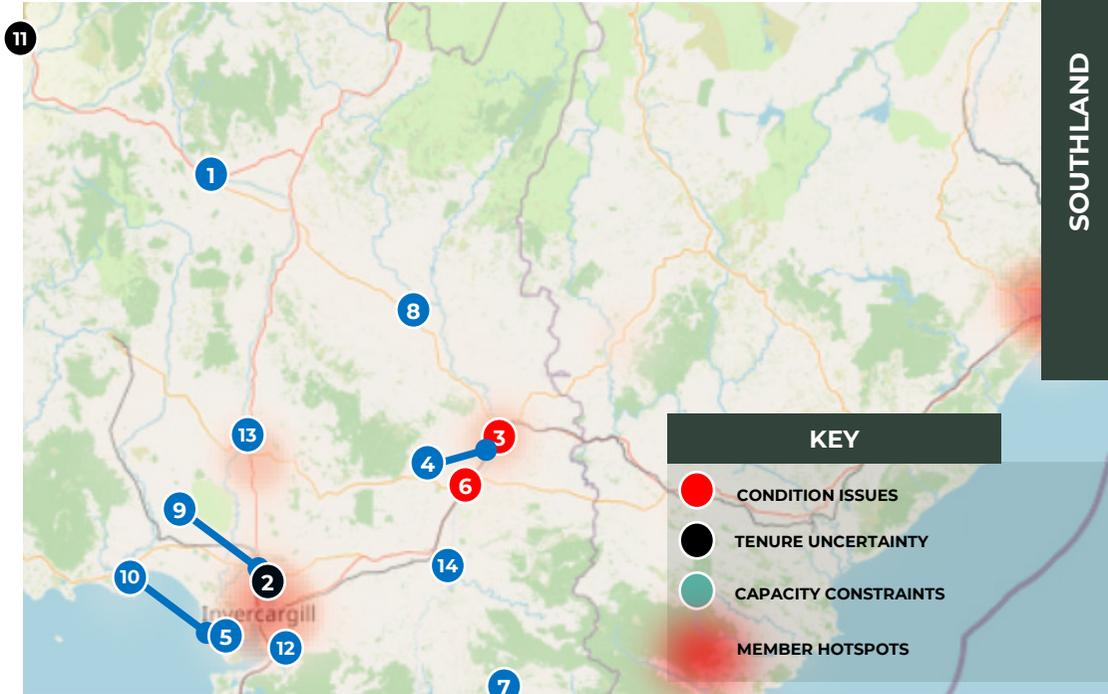 11
SOUTHLAND
1
8
13
3
4
6
9
14
10
2
Invercargill
5
12
7
KEY
CONDITION ISSUES
TENURE UNCERTAINTY
CAPACITY CONSTRAINTS
MEMBER HOTSPOTS